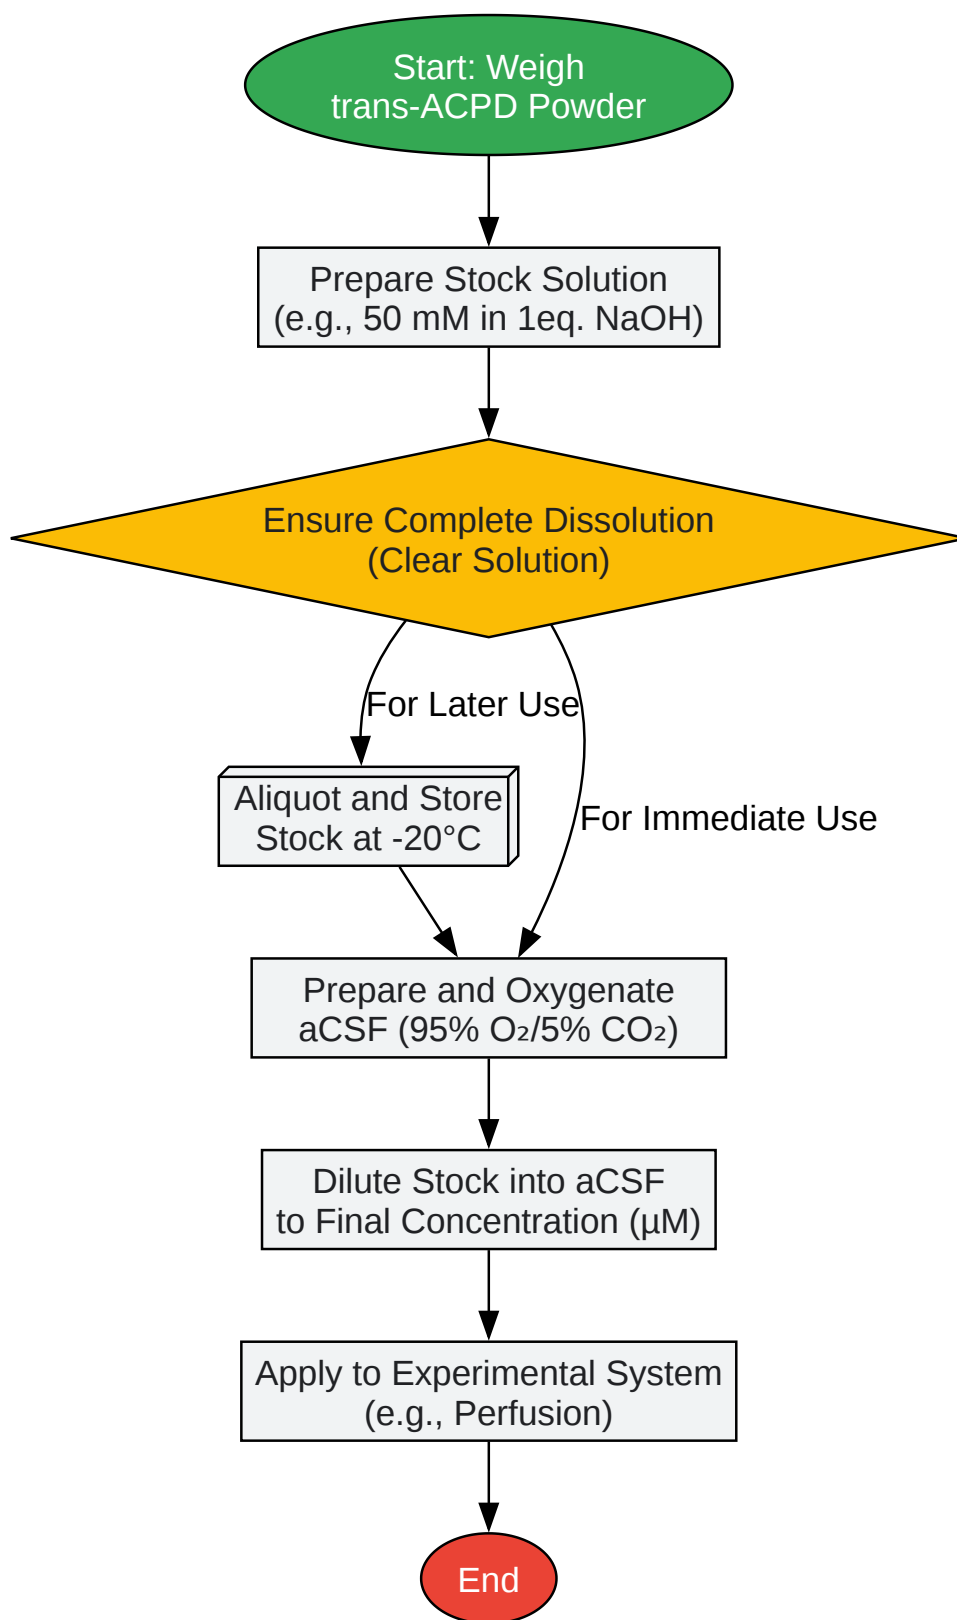 Start: Weigh
trans-ACPD Powder
Prepare Stock Solution
(e.g., 50 mM in 1eq. NaOH)
Ensure Complete Dissolution
(Clear Solution)
For Later Use
Aliquot and Store
Stock at -20°C
For Immediate Use
Prepare and Oxygenate
aCSF (95% O₂/5% CO₂)
Dilute Stock into aCSF
to Final Concentration (µM)
Apply to Experimental System
(e.g., Perfusion)
End